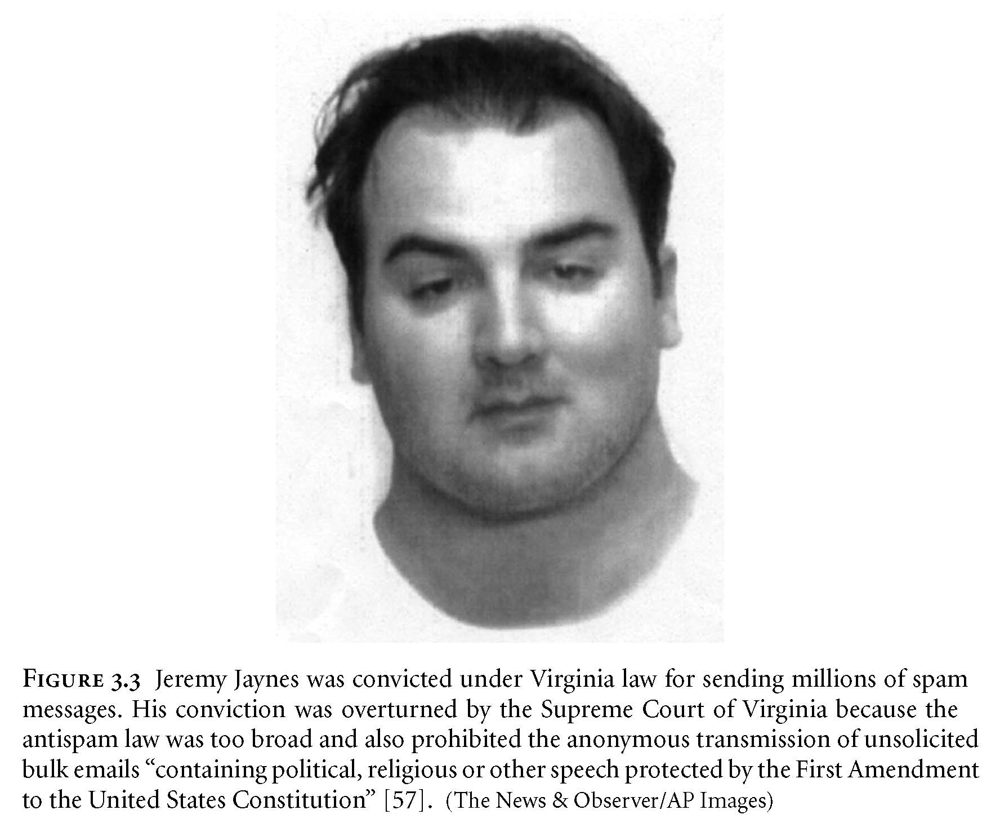 FIGURE 3.3 Jeremy Jaynes was convicted under Virginia law for sending millions of spam
messages. His conviction was overturned by the Supreme Court of Virginia because the
antispam law was too broad and also prohibited the anonymous transmission of unsolicited
bulk emails “containing political, religious or other speech protected by the First Amendment
to the United States Constitution” [57]. (The News & Observer/AP Images)